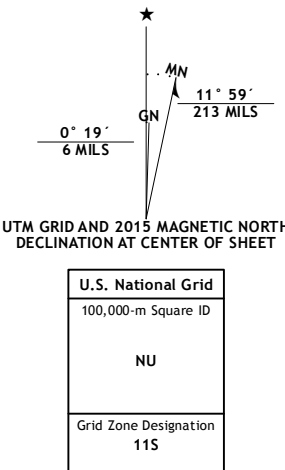 ★
MN
11° 59´
213 MILS
GN
0° 19´
6 MILS
UTM GRID AND 2015 MAGNETIC NORTH
DECLINATION AT CENTER OF SHEET
U.S. National Grid
100,000-m Square ID
NU
Grid Zone Designation
11S